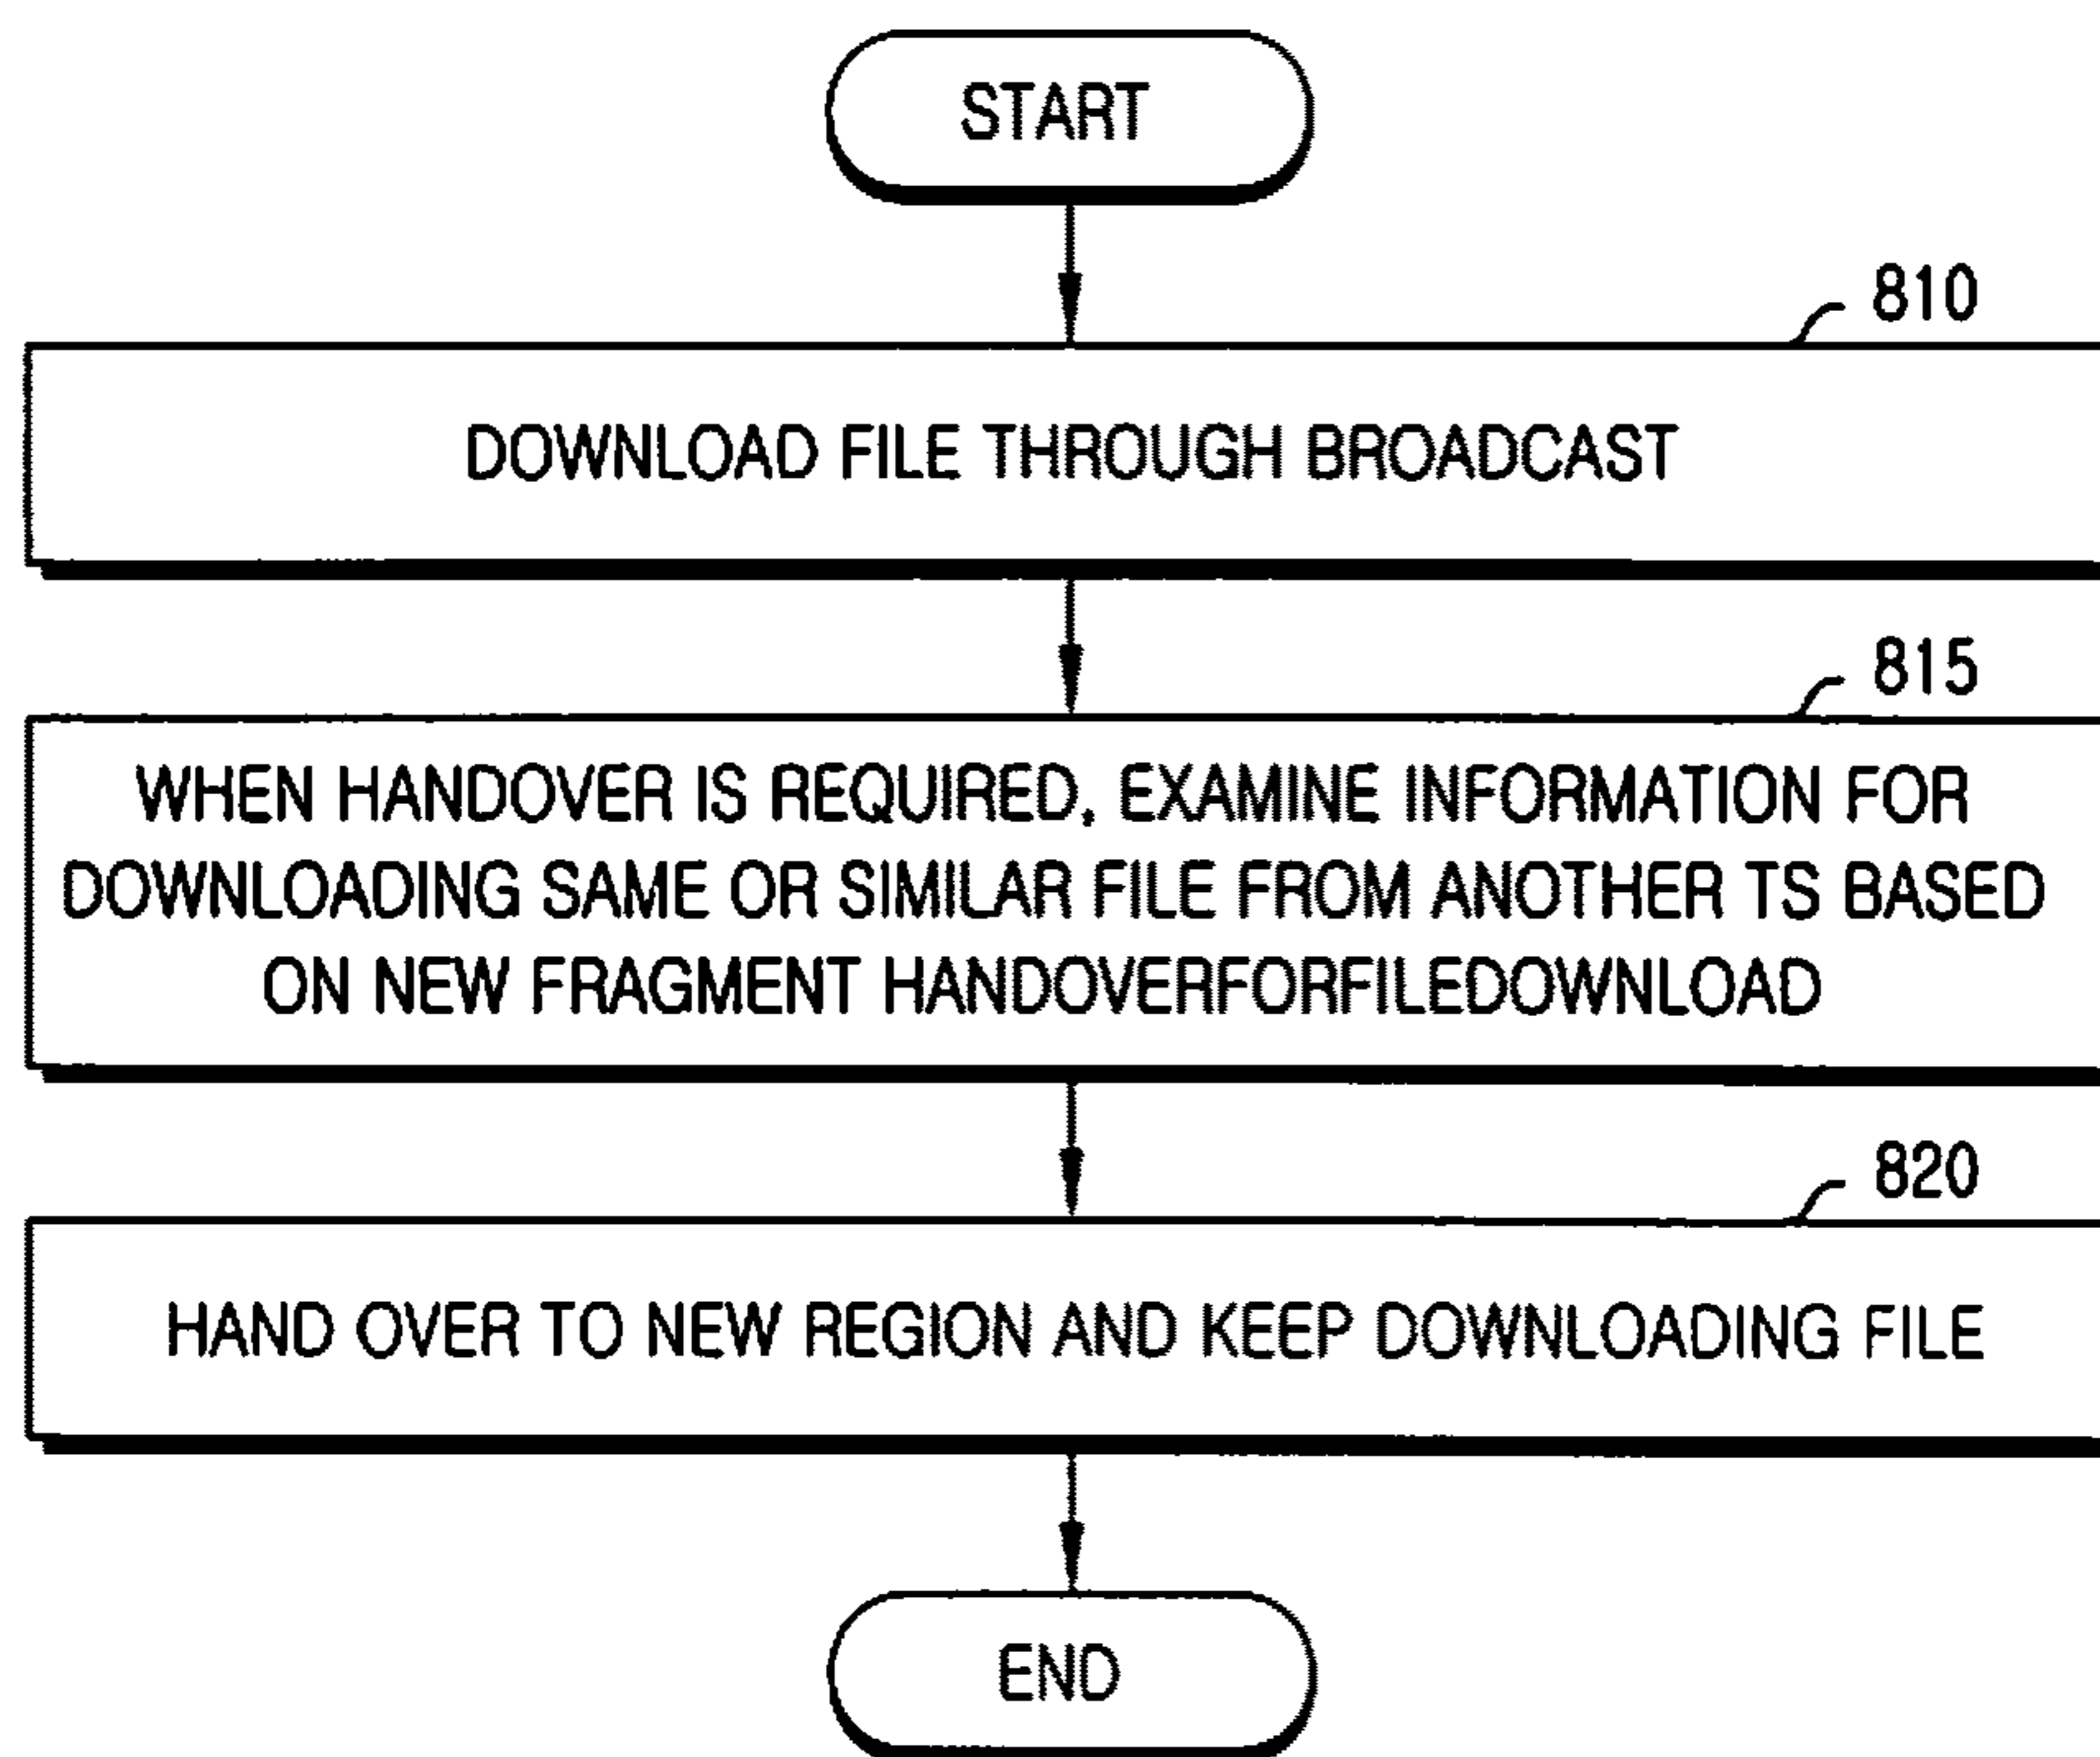 START
810
DOWNLOAD FILE THROUGH BROADCAST
815
WHEN HANDOVER IS REQUIRED, EXAMINE INFORMATION FOR
DOWNLOADING SAME OR SIMILAR FILE FROM ANOTHER TS BASED
ON NEW FRAGMENT HANDOVERFORFILEDOWNLOAD
820
HAND OVER TO NEW REGION AND KEEP DOWNLOADING FILE
END